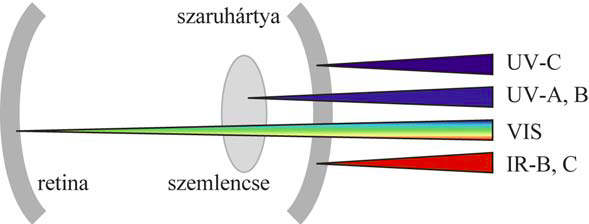 szaruhártya
UV-C
UV-A, B
VIS
IR-B, C
retina
szemlencse